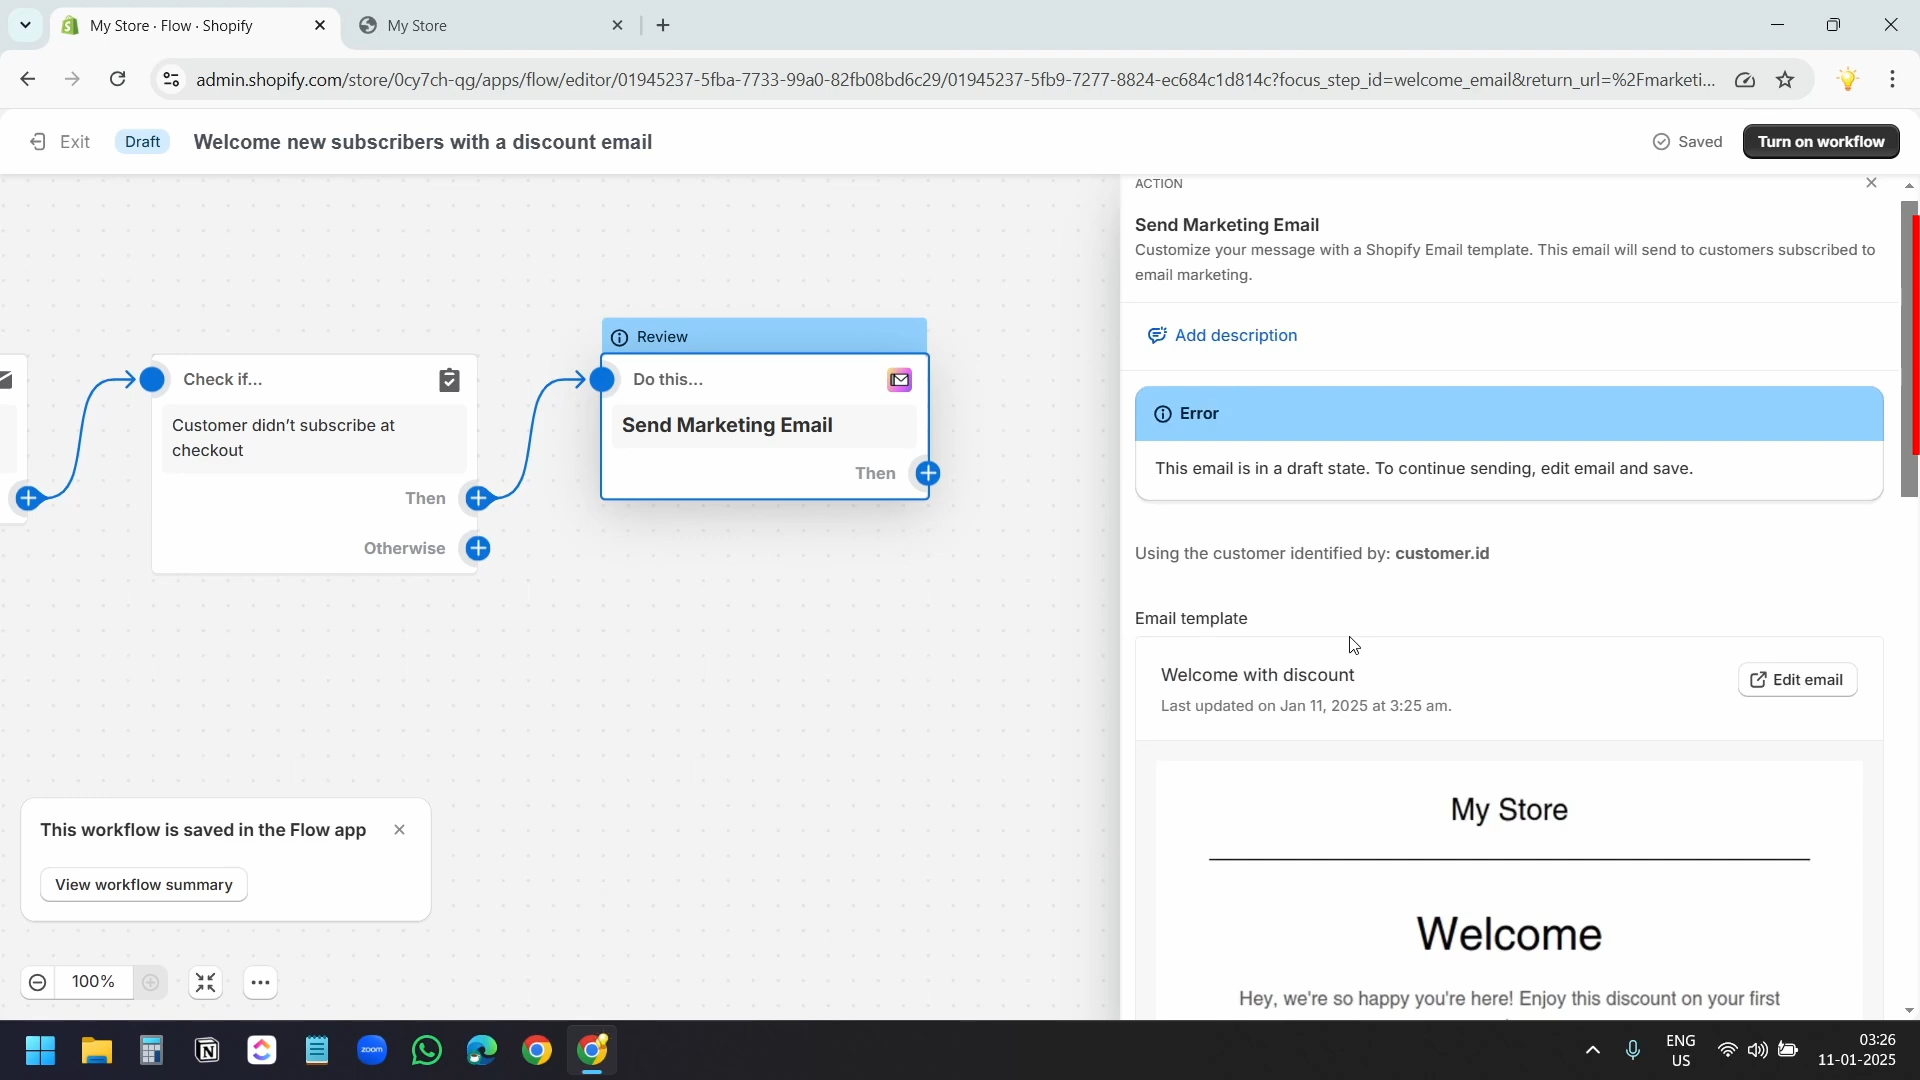 My Store · Flow · Shopify
My Store
admin.shopify.com/store/0cy7ch-qg/apps/flow/editor/01945237-5fba-7733-99a0-82fb08bd6c29/01945237-5fb9-7277-8824-ec684c1d814c?focus_step_id=welcome_email&return_url=%2Fmarketi...
Exit
Draft
Welcome new subscribers with a discount email
Saved
Turn on workflow
ACTION
Send Marketing Email
Customize your message with a Shopify Email template. This email will send to customers subscribed to
email marketing.
Add description
Review
Check if...
Do this...
Error
Customer didn't subscribe at
checkout
Send Marketing Email
Then
This email is in a draft state. To continue sending, edit email and save.
Then
Otherwise
Using the customer identified by: customer.id
Email template
Welcome with discount
Edit email
Last updated on Jan 11, 2025 at 3:25 am.
My Store
This workflow is saved in the Flow app
View workflow summary
Welcome
100%
Hey, we're so happy you're here! Enjoy this discount on your first
zoom
ENG
US
03:26
11-01-2025